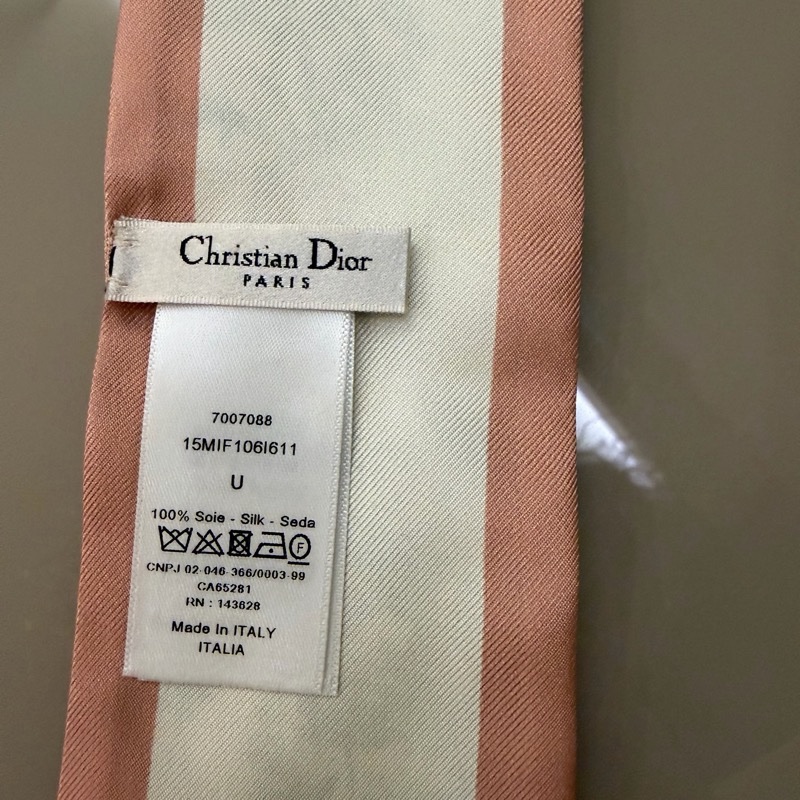 Christian Dior
PARIS
7007088
15MIF106I611
U
100% Soie - Silk - Seda
F
CNPJ 02-046-366/0003-99
CA65281
RN : 143628
Made In ITALY
ITALIA